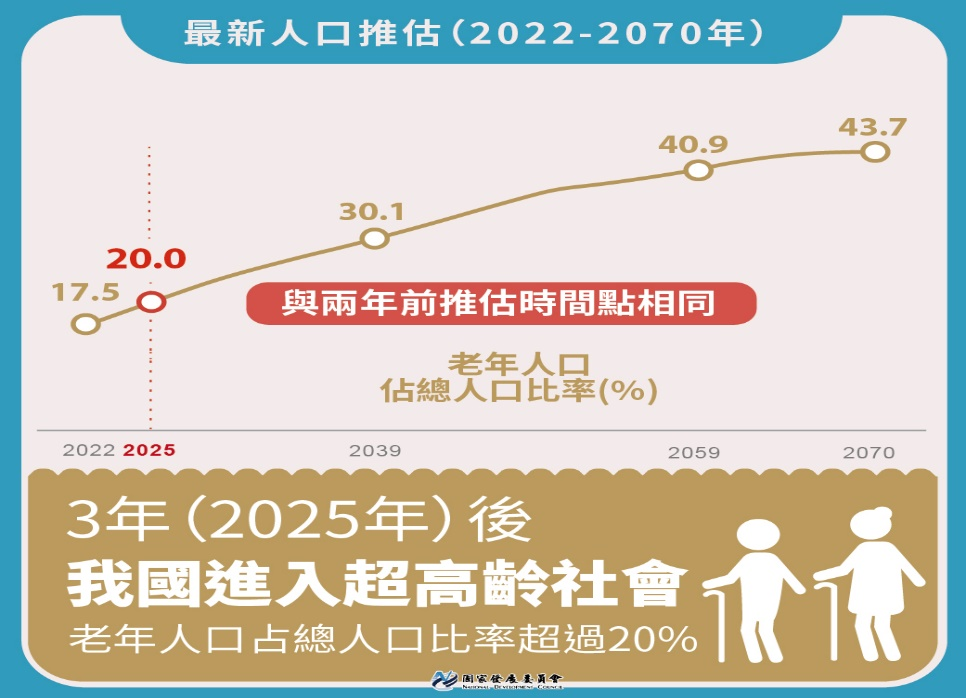 最新人口推估(2022-2070年)
43.7
40.9
30.1
20.0
17.5
與兩年前推估時間點相同
老年人口
佔總人口比率(%)
2022 2025 2039 2059 2070
3年(2025年)後
我國進入超高齡社會
老年人口占總人口比率超過20%
國家發展委員會
NATIONAL DEVELOPMENT COUNCIL